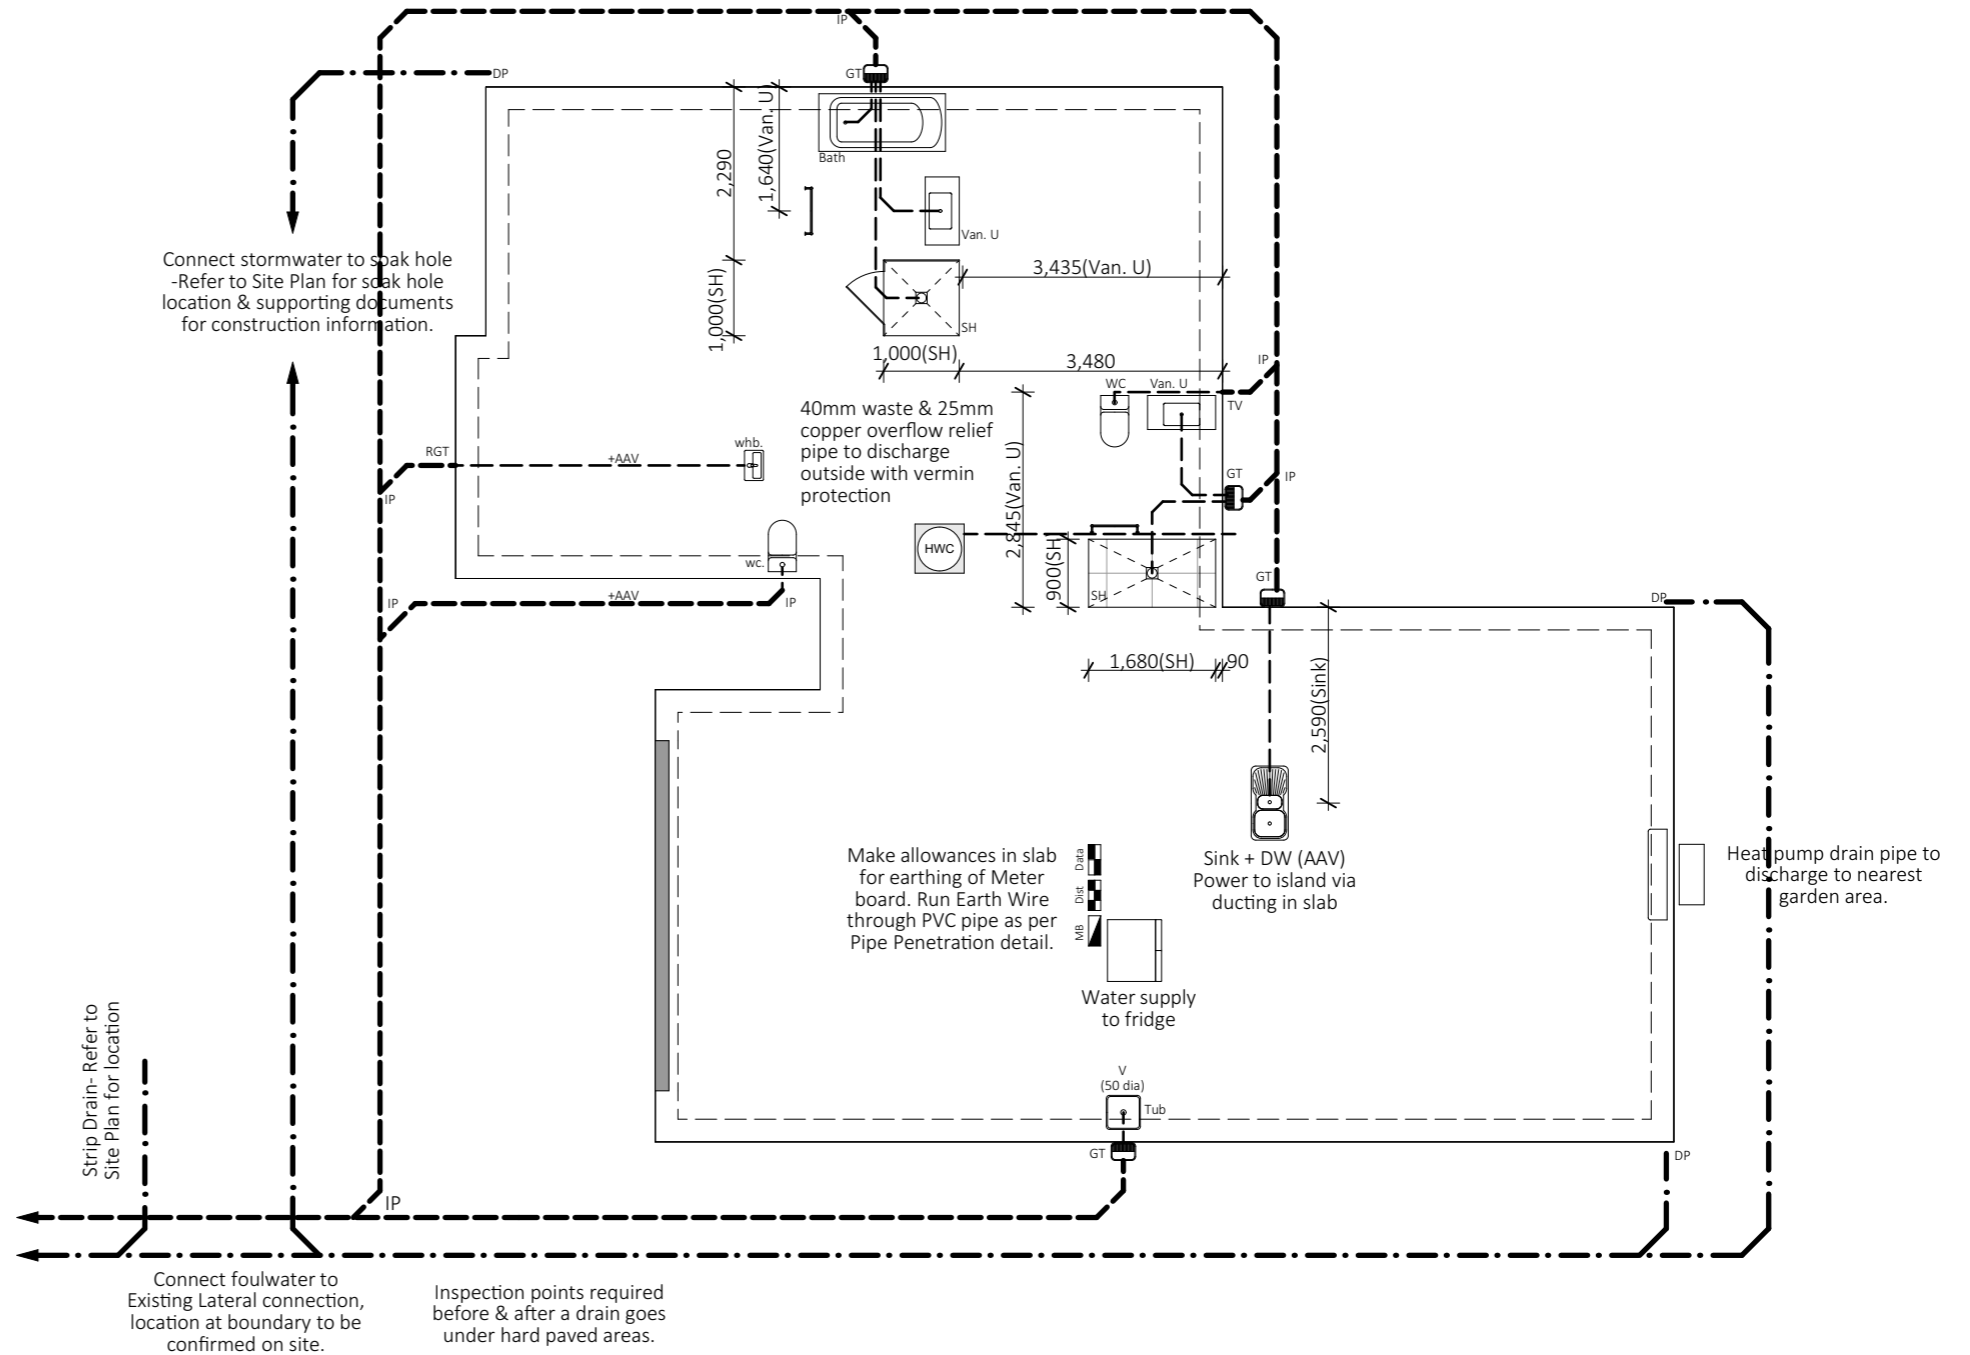 IP
DP
GT
Bath
2,290
1,640(Van. U)
Van. U
Connect stormwater to soak hole
-Refer to Site Plan for soak hole
location & supporting documents
for construction information.
3,435(Van. U)
1,000(SH)
SH
1,000(SH)
3,480
IP
WC
Van. U
TV
40mm waste & 25mm
copper overflow relief
pipe to discharge
outside with vermin
protection
RGT
+AAV
whb.
IP
2,845(Van. U)
GT
IP
HWC
wc.
900(SH)
SH
GT
IP
+AAV
IP
DP
1,680(SH)
90
2,590(Sink)
Make allowances in slab
for earthing of Meter
board. Run Earth Wire
through PVC pipe as per
Pipe Penetration detail.
Data
Dist
MB
Sink + DW (AAV)
Power to island via
ducting in slab
Heat pump drain pipe to
discharge to nearest
garden area.
Water supply
to fridge
Strip Drain- Refer to
Site Plan for location
V
(50 dia)
Tub
GT
DP
IP
Connect foulwater to
Existing Lateral connection,
location at boundary to be
confirmed on site.
Inspection points required
before & after a drain goes
under hard paved areas.